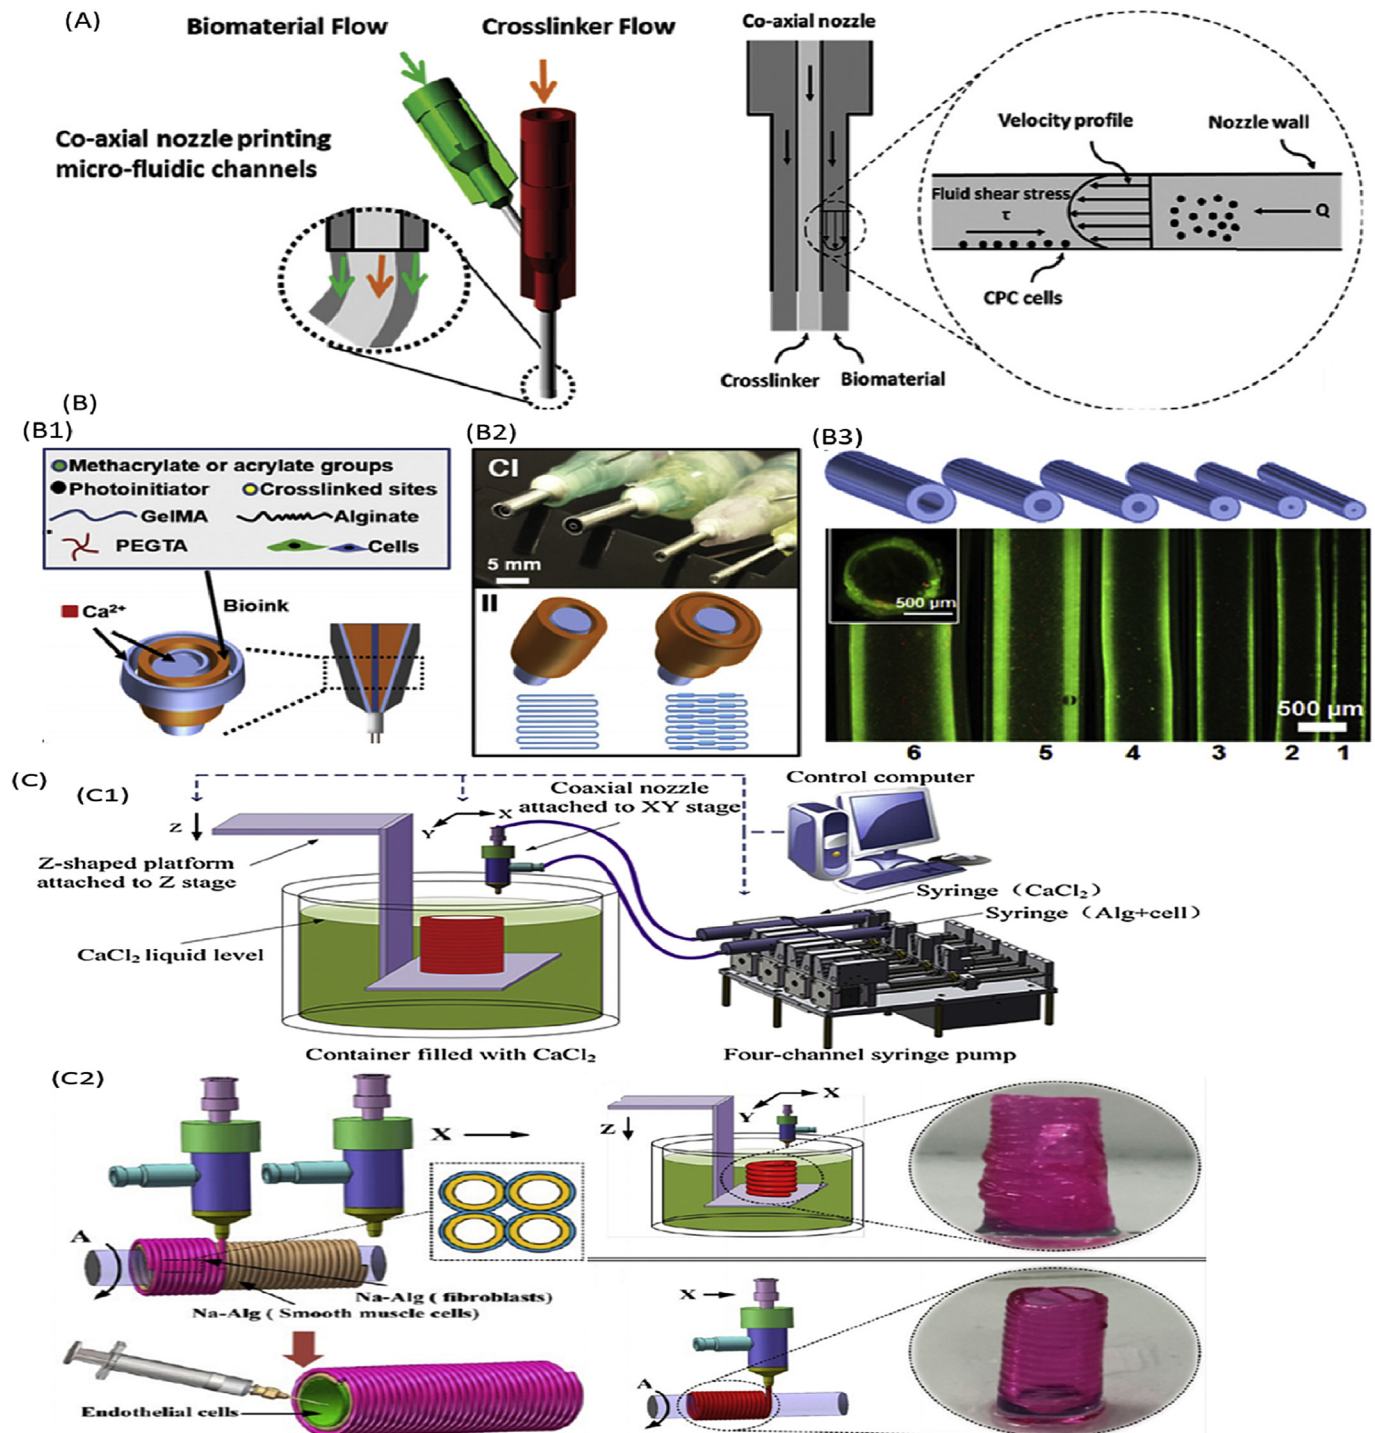 (A)
Biomaterial Flow
Crosslinker Flow
Co-axial nozzle printing
micro-fluidic channels
Co-axial nozzle
Velocity profile
Nozzle wall
Fluid shear stress
τ
Q
CPC cells
Crosslinker
Biomaterial
(B)
(B1)
Methacrylate or acrylate groups
Photoinitiator
Crosslinked sites
GelMA
Alginate
PEGTA
Cells
Ca2+
Bioink
(B2)
CI
5 mm
II
(B3)
500 µm
500 µm
6 5 4 3 2 1
(C)
(C1)
Control computer
Coaxial nozzle
attached to XY stage
Z
X
Y
Z-shaped platform
attached to Z stage
Syringe (CaCl2)
Syringe (Alg+cell)
CaCl2 liquid level
Container filled with CaCl2
Four-channel syringe pump
(C2)
X
A
Na-Alg ( fibroblasts)
Na-Alg ( Smooth muscle cells)
Endothelial cells
X
Y
Z
X
A